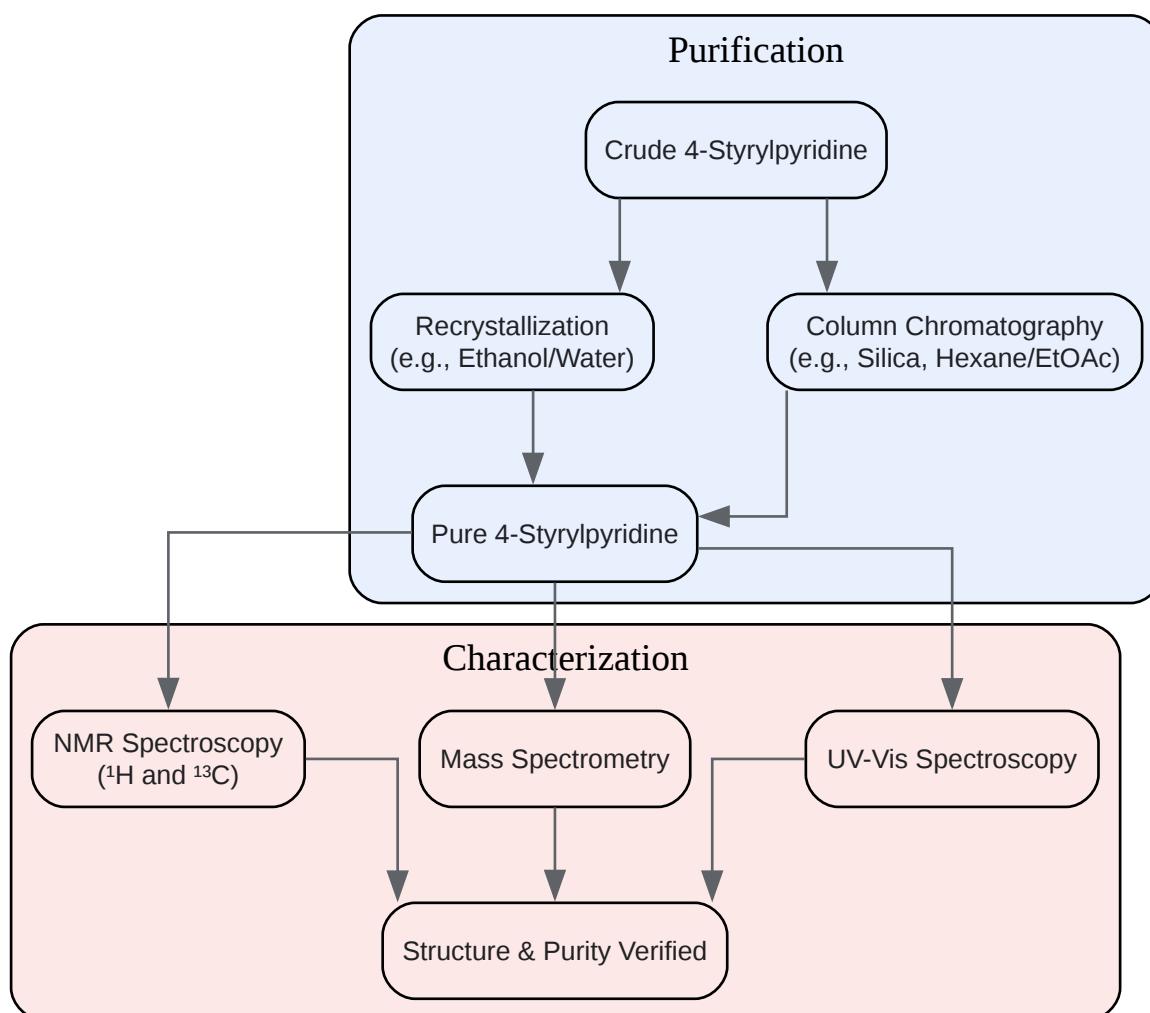 Purification
Crude 4-Styrylpyridine
Recrystallization
(e.g., Ethanol/Water)
Column Chromatography
(e.g., Silica, Hexane/EtOAc)
Pure 4-Styrylpyridine
Characterization
NMR Spectroscopy
(¹H and ¹³C)
Mass Spectrometry
UV-Vis Spectroscopy
Structure & Purity Verified